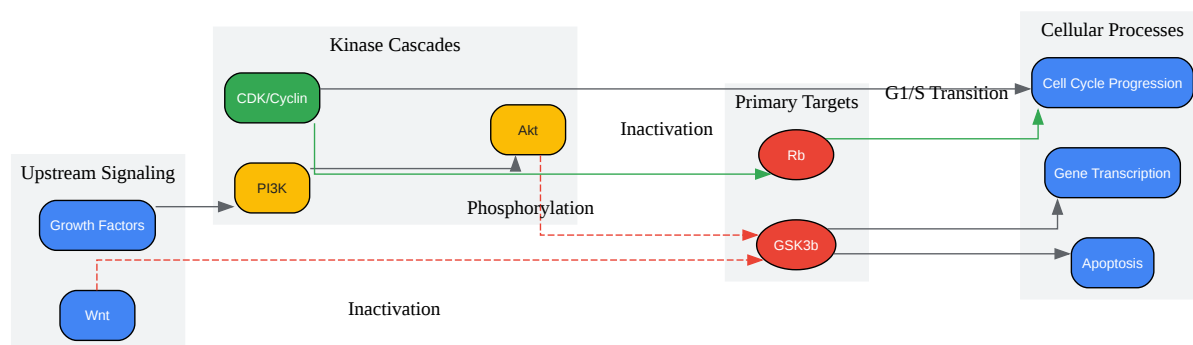 Upstream Signaling
Growth Factors
Wnt
Kinase Cascades
CDK/Cyclin
Akt
PI3K
Phosphorylation
Inactivation
Inactivation
Primary Targets
Rb
GSK3b
G1/S Transition
Cellular Processes
Cell Cycle Progression
Gene Transcription
Apoptosis